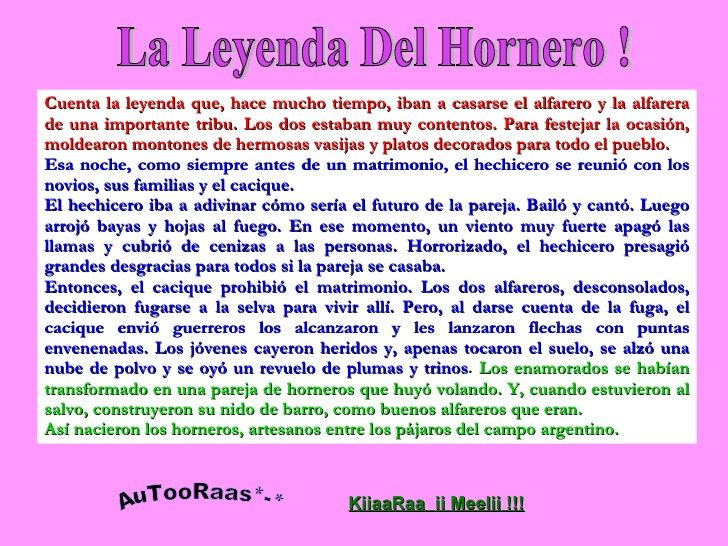 La Leyenda Del Hornero !
Cuenta la leyenda que, hace mucho tiempo, iban a casarse el alfarero y la alfarera
de una importante tribu. Los dos estaban muy contentos. Para festejar la ocasión,
moldearon montones de hermosas vasijas y platos decorados para todo el pueblo.
Esa noche, como siempre antes de un matrimonio, el hechicero se reunió con los
novios, sus familias y el cacique.
El hechicero iba a adivinar cómo sería el futuro de la pareja. Bailó y cantó. Luego
arrojó bayas y hojas al fuego. En ese momento, un viento muy fuerte apagó las
llamas y cubrió de cenizas a las personas. Horrorizado, el hechicero presagió
grandes desgracias para todos si la pareja se casaba.
Entonces, el cacique prohibió el matrimonio. Los dos alfareros, desconsolados,
decidieron fugarse a la selva para vivir allí. Pero, al darse cuenta de la fuga, el
cacique envió guerreros los alcanzaron y les lanzaron flechas con puntas
envenenadas. Los jóvenes cayeron heridos y, apenas tocaron el suelo, se alzó una
nube de polvo y se oyó un revuelo de plumas y trinos. Los enamorados se habían
transformado en una pareja de horneros que huyó volando. Y, cuando estuvieron al
salvo, construyeron su nido de barro, como buenos alfareros que eran.
Así nacieron los horneros, artesanos entre los pájaros del campo argentino.
AuTooRaas*-*
KiiaaRaa ii Meelii !!!